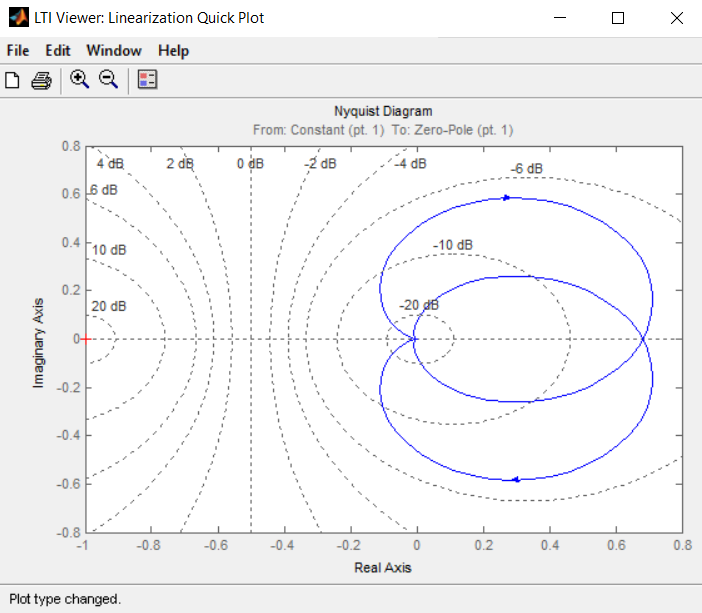 LTI Viewer: Linearization Quick Plot
File Edit Window Help
Nyquist Diagram
From: Constant (pt. 1) To: Zero-Pole (pt. 1)
0.8
4 dB 2 dB 0 dB -2 dB -4 dB -6 dB
0.6
6 dB
0.4
10 dB -10 dB
0.2
20 dB -20 dB
Imaginary Axis
0
-0.2
-0.4
-0.6
-0.8
-1 -0.8 -0.6 -0.4 -0.2 0 0.2 0.4 0.6 0.8
Real Axis
Plot type changed.